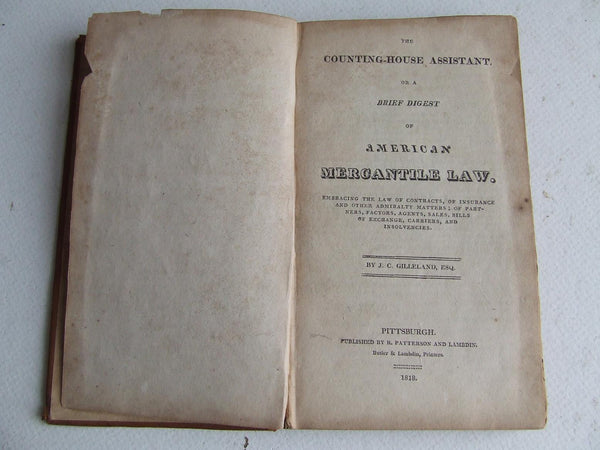 THE
COUNTING-HOUSE ASSISTANT,
OR A
BRIEF DIGEST
OF
AMERICAN
MERCANTILE LAW.
EMBRACING THE LAW OF CONTRACTS, OF INSURANCE
AND OTHER ADMIRALTY MATTERS; OF PART-
NERS, FACTORS, AGENTS, SALES, BILLS
OF EXCHANGE, CARRIERS, AND
INSOLVENCIES.
BY J. C. GILLELAND, ESQ.
PITTSBURGH.
PUBLISHED BY R. PATTERSON AND LAMBDIN.
Butler & Lambdin, Printers.
1818.